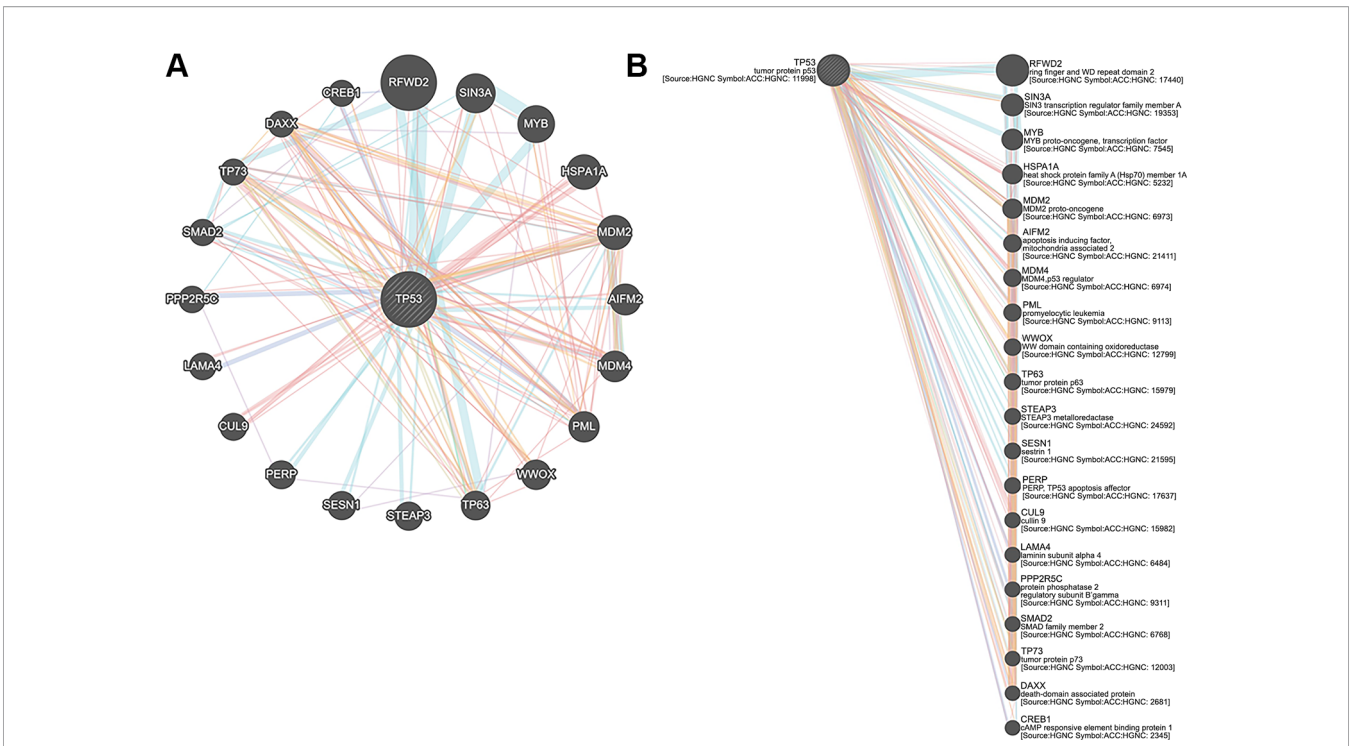 A
RFWD2
SIN3A
MYB
HSPA1A
MDM2
AIFM2
MDM4
PML
WWOX
TP63
STEAP3
SESN1
PERP
CUL9
LAMA4
PPP2R5C
SMAD2
TP73
DAXX
CREB1
TP53
B
TP53
tumor protein p53
[Source:HGNC Symbol:ACC:HGNC: 11998]
RFWD2
ring finger and WD repeat domain 2
[Source:HGNC Symbol:ACC:HGNC: 17440]
SIN3A
SIN3 transcription regulator family member A
[Source:HGNC Symbol:ACC:HGNC: 19353]
MYB
MYB proto-oncogene, transcription factor
[Source:HGNC Symbol:ACC:HGNC: 7545]
HSPA1A
heat shock protein family A (Hsp70) member 1A
[Source:HGNC Symbol:ACC:HGNC: 5232]
MDM2
MDM2 proto-oncogene
[Source:HGNC Symbol:ACC:HGNC: 6973]
AIFM2
apoptosis inducing factor,
mitochondria associated 2
[Source:HGNC Symbol:ACC:HGNC: 21411]
MDM4
MDM4,p53 regulator
[Source:HGNC Symbol:ACC:HGNC: 6974]
PML
promyelocytic leukemia
[Source:HGNC Symbol:ACC:HGNC: 9113]
WWOX
WW domain containing oxidoreductase
[Source:HGNC Symbol:ACC:HGNC: 12799]
TP63
tumor protein p63
[Source:HGNC Symbol:ACC:HGNC: 15979]
STEAP3
STEAP3 metalloredactase
[Source:HGNC Symbol:ACC:HGNC: 24592]
SESN1
sestrin 1
[Source:HGNC Symbol:ACC:HGNC: 21595]
PERP
PERP, TP53 apoptosis affector
[Source:HGNC Symbol:ACC:HGNC: 17637]
CUL9
cullin 9
[Source:HGNC Symbol:ACC:HGNC: 15982]
LAMA4
laminin subunit alpha 4
[Source:HGNC Symbol:ACC:HGNC: 6484]
PPP2R5C
protein phosphatase 2
regulatory subunit B'gamma
[Source:HGNC Symbol:ACC:HGNC: 9311]
SMAD2
SMAD family member 2
[Source:HGNC Symbol:ACC:HGNC: 6768]
TP73
tumor protein p73
[Source:HGNC Symbol:ACC:HGNC: 12003]
DAXX
death-domain associated protein
[Source:HGNC Symbol:ACC:HGNC: 2681]
CREB1
cAMP responsive element binding protein 1
[Source:HGNC Symbol:ACC:HGNC: 2345]